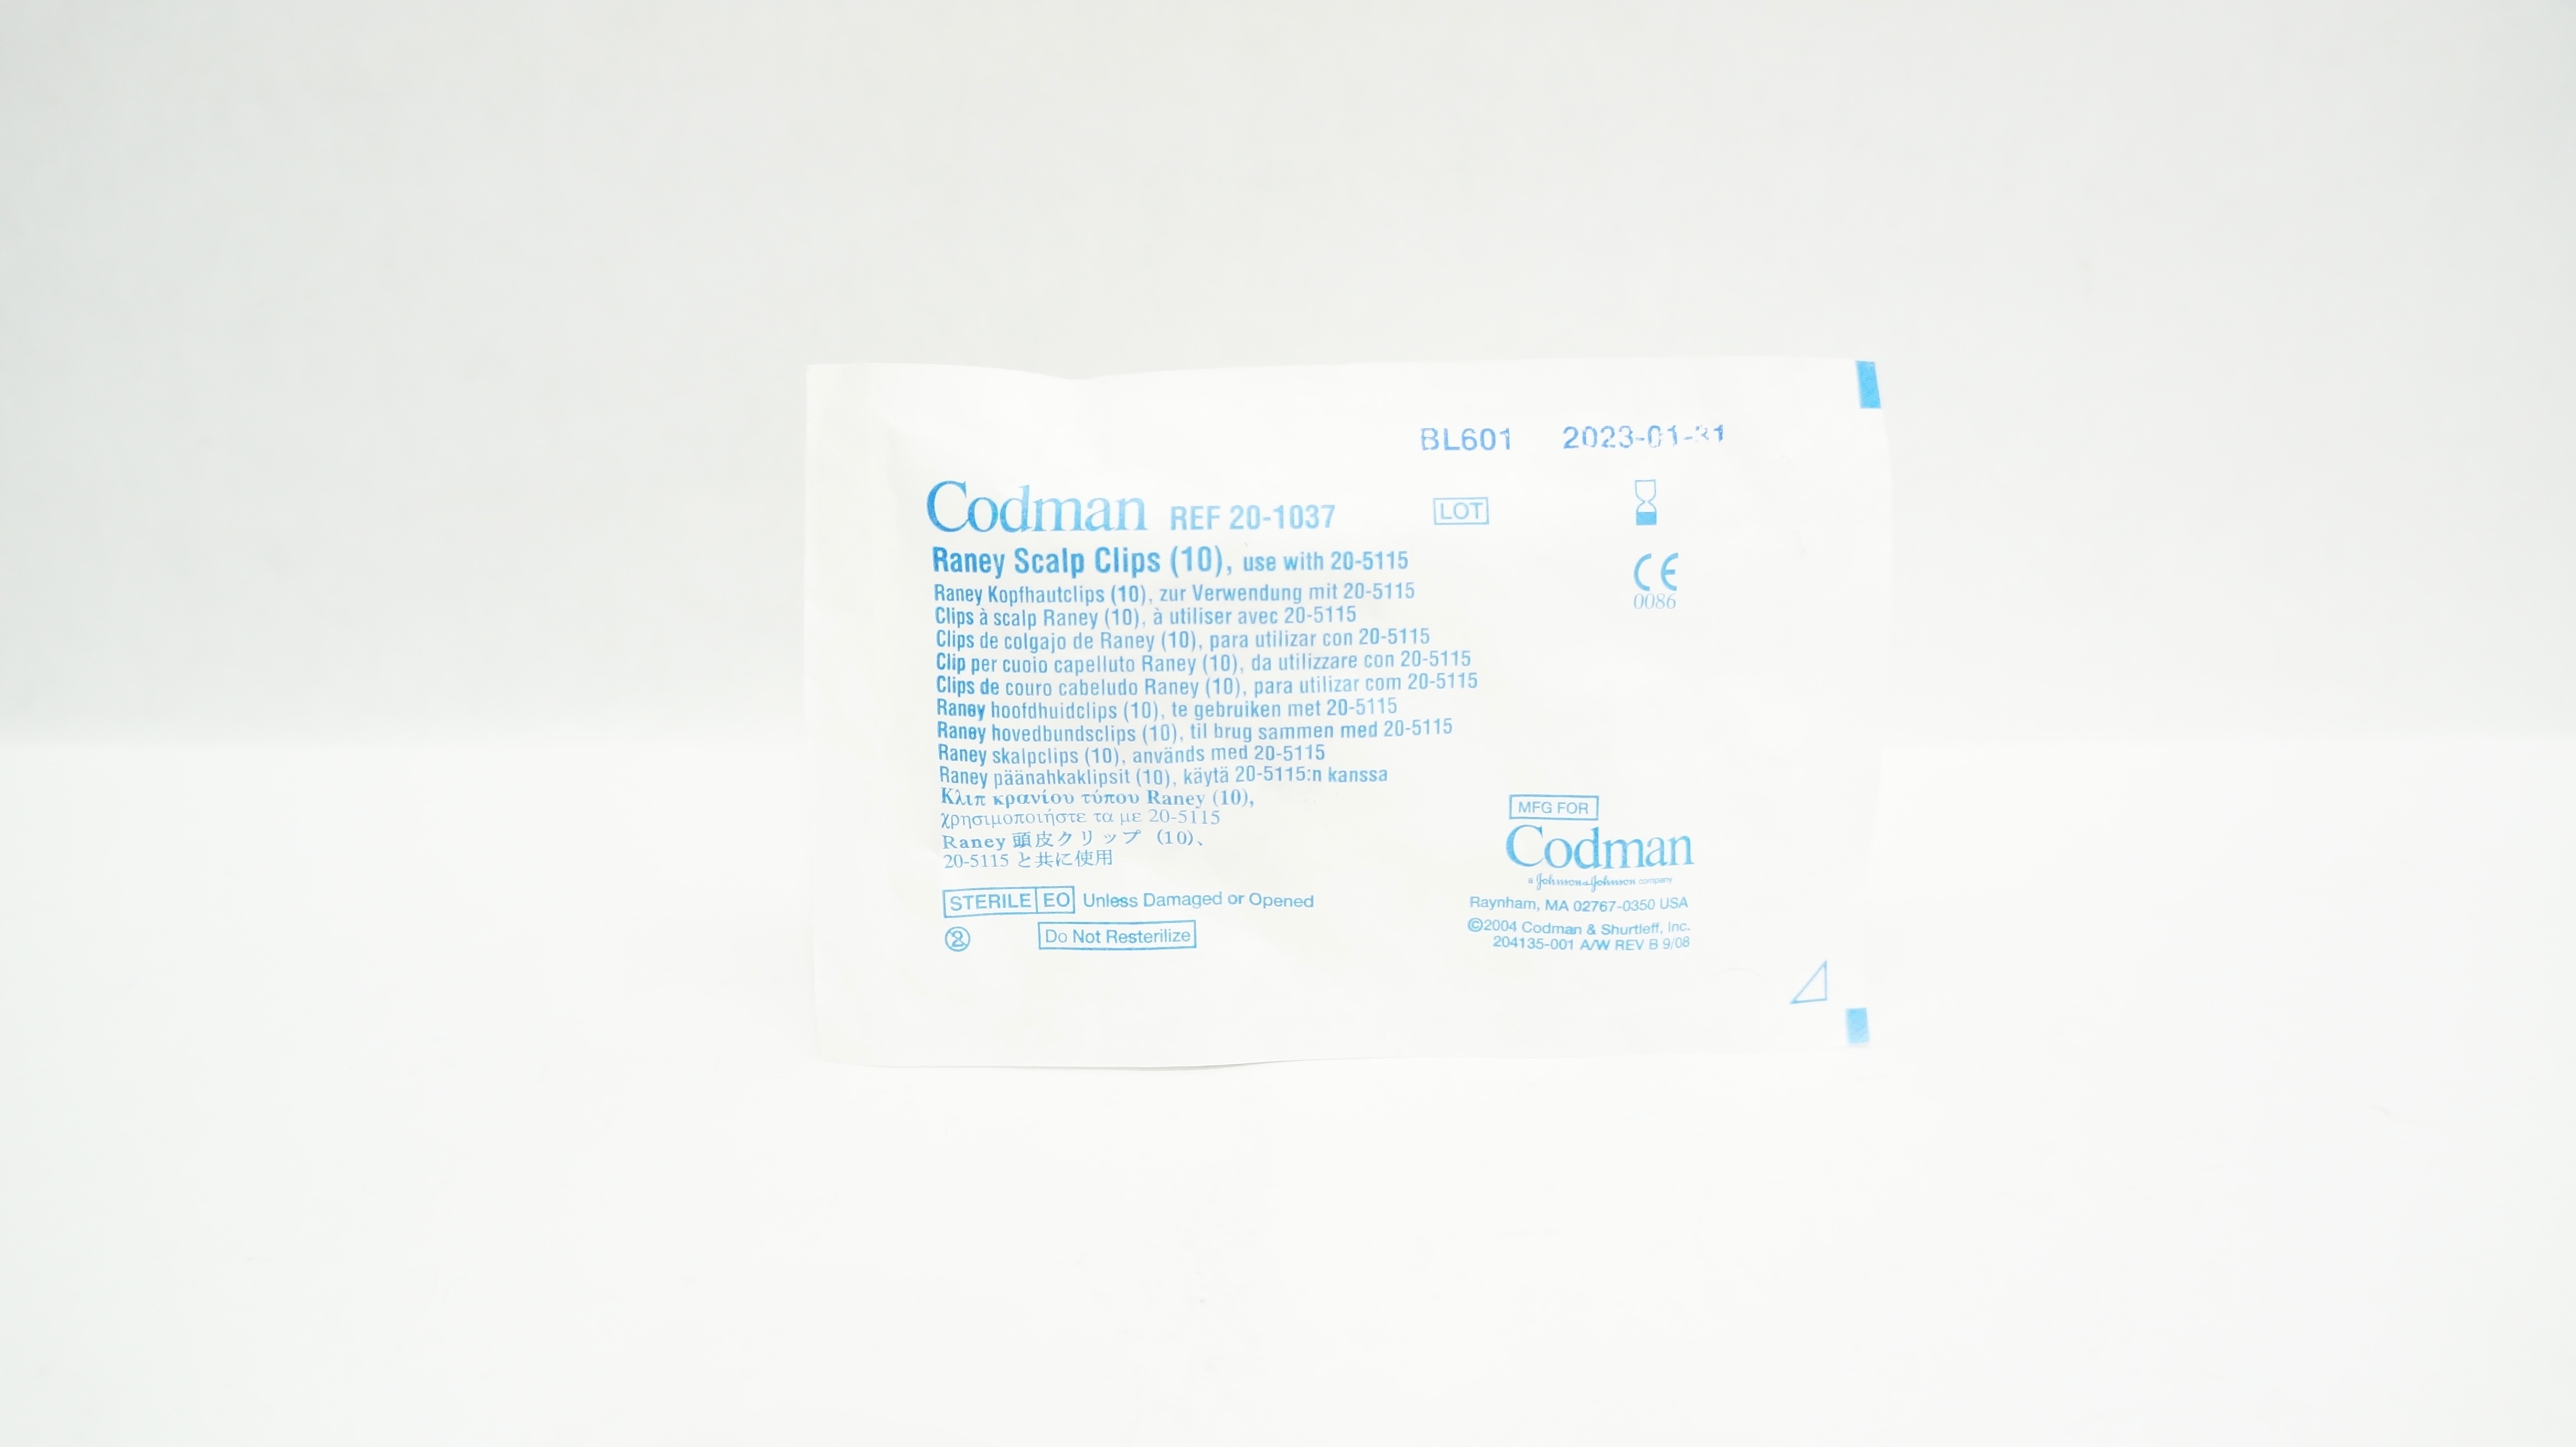 BL601 2023-01-31
Codman REF 20-1037
LOT
Raney Scalp Clips (10), use with 20-5115
Raney Kopfhautclips (10), zur Verwendung mit 20-5115
Clips à scalp Raney (10), à utiliser avec 20-5115
Clips de colgajo de Raney (10), para utilizar con 20-5115
Clip per cuoio capelluto Raney (10), da utilizzare con 20-5115
Clips de couro cabeludo Raney (10), para utilizar com 20-5115
Raney hoofdhuidclips (10), te gebruiken met 20-5115
Raney hovedbundsclips (10), til brug sammen med 20-5115
Raney skalpclips (10), används med 20-5115
Raney päänahkaklipsit (10), käytä 20-5115:n kanssa
Κλιπ κρανίου τύπου Raney (10),
χρησιμοποιήστε τα με 20-5115
Raney 頭皮クリップ (10)、
20-5115 と共に使用
STERILE EO Unless Damaged or Opened
2 Do Not Resterilize
CE
0086
MFG FOR
Codman
a Johnson & Johnson company
Raynham, MA 02767-0350 USA
©2004 Codman & Shurtleff, Inc.
204135-001 A/W REV B 9/08